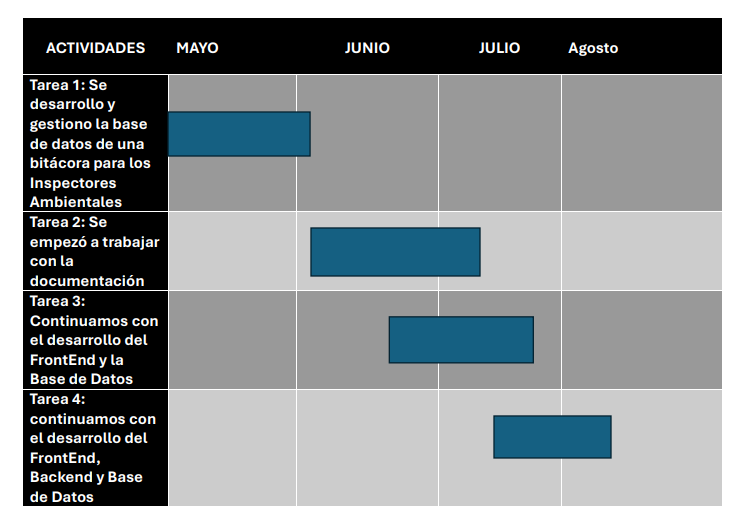 ACTIVIDADES MAYO JUNIO JULIO Agosto
Tarea 1: Se
desarrollo y
gestiono la base
de datos de una
bitácora para los
Inspectores
Ambientales
Tarea 2: Se
empezó a trabajar
con la
documentación
Tarea 3:
Continuamos con
el desarrollo del
FrontEnd y la
Base de Datos
Tarea 4:
continuamos con
el desarrollo del
FrontEnd,
Backend y Base
de Datos